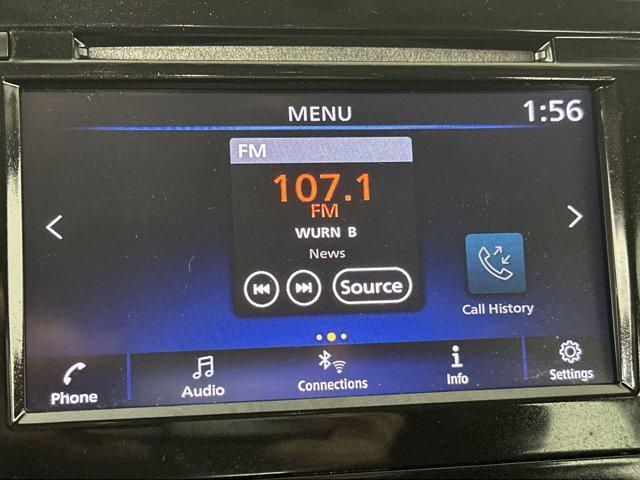 MENU
1:56
FM
107.1
FM
WURN B
News
Source
Call History
Phone
Audio
Connections
Info
Settings